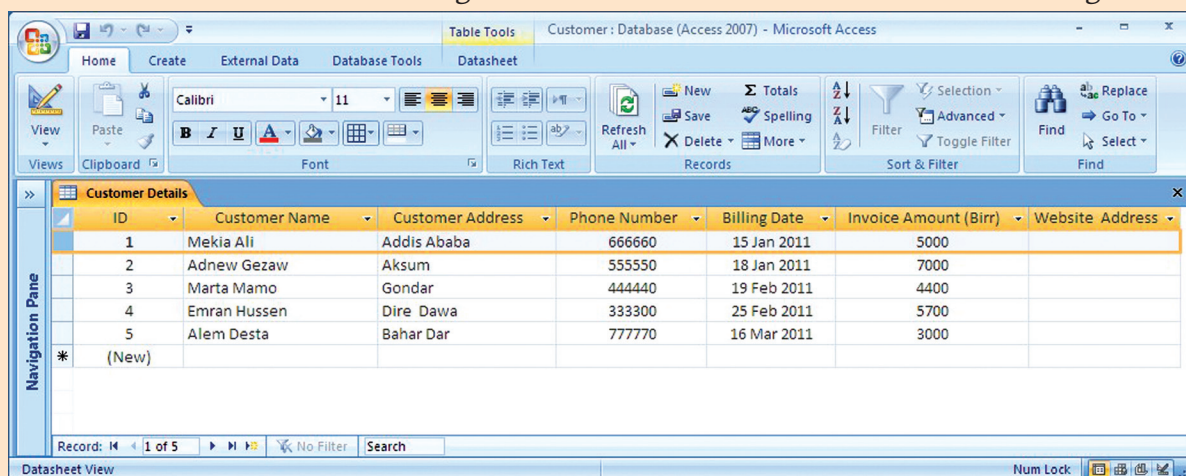 Table Tools Customer : Database (Access 2007) - Microsoft Access
Home Create External Data Database Tools Datasheet
View
Paste
Calibri 11
B I U A
Refresh All
New
Save
Delete
Totals
Spelling
More
Filter
Selection
Advanced
Toggle Filter
Find
Replace
Go To
Select
Views Clipboard Font Rich Text Records Sort & Filter Find
Customer Details
ID Customer Name Customer Address Phone Number Billing Date Invoice Amount (Birr) Website Address
1 Mekia Ali Addis Ababa 666660 15 Jan 2011 5000
2 Adnew Gezaw Aksum 555550 18 Jan 2011 7000
3 Marta Mamo Gondar 444440 19 Feb 2011 4400
4 Emran Hussen Dire Dawa 333300 25 Feb 2011 5700
5 Alem Desta Bahar Dar 777770 16 Mar 2011 3000
(New)
Navigation Pane
Record: 1 of 5 No Filter Search
Datasheet View Num Lock